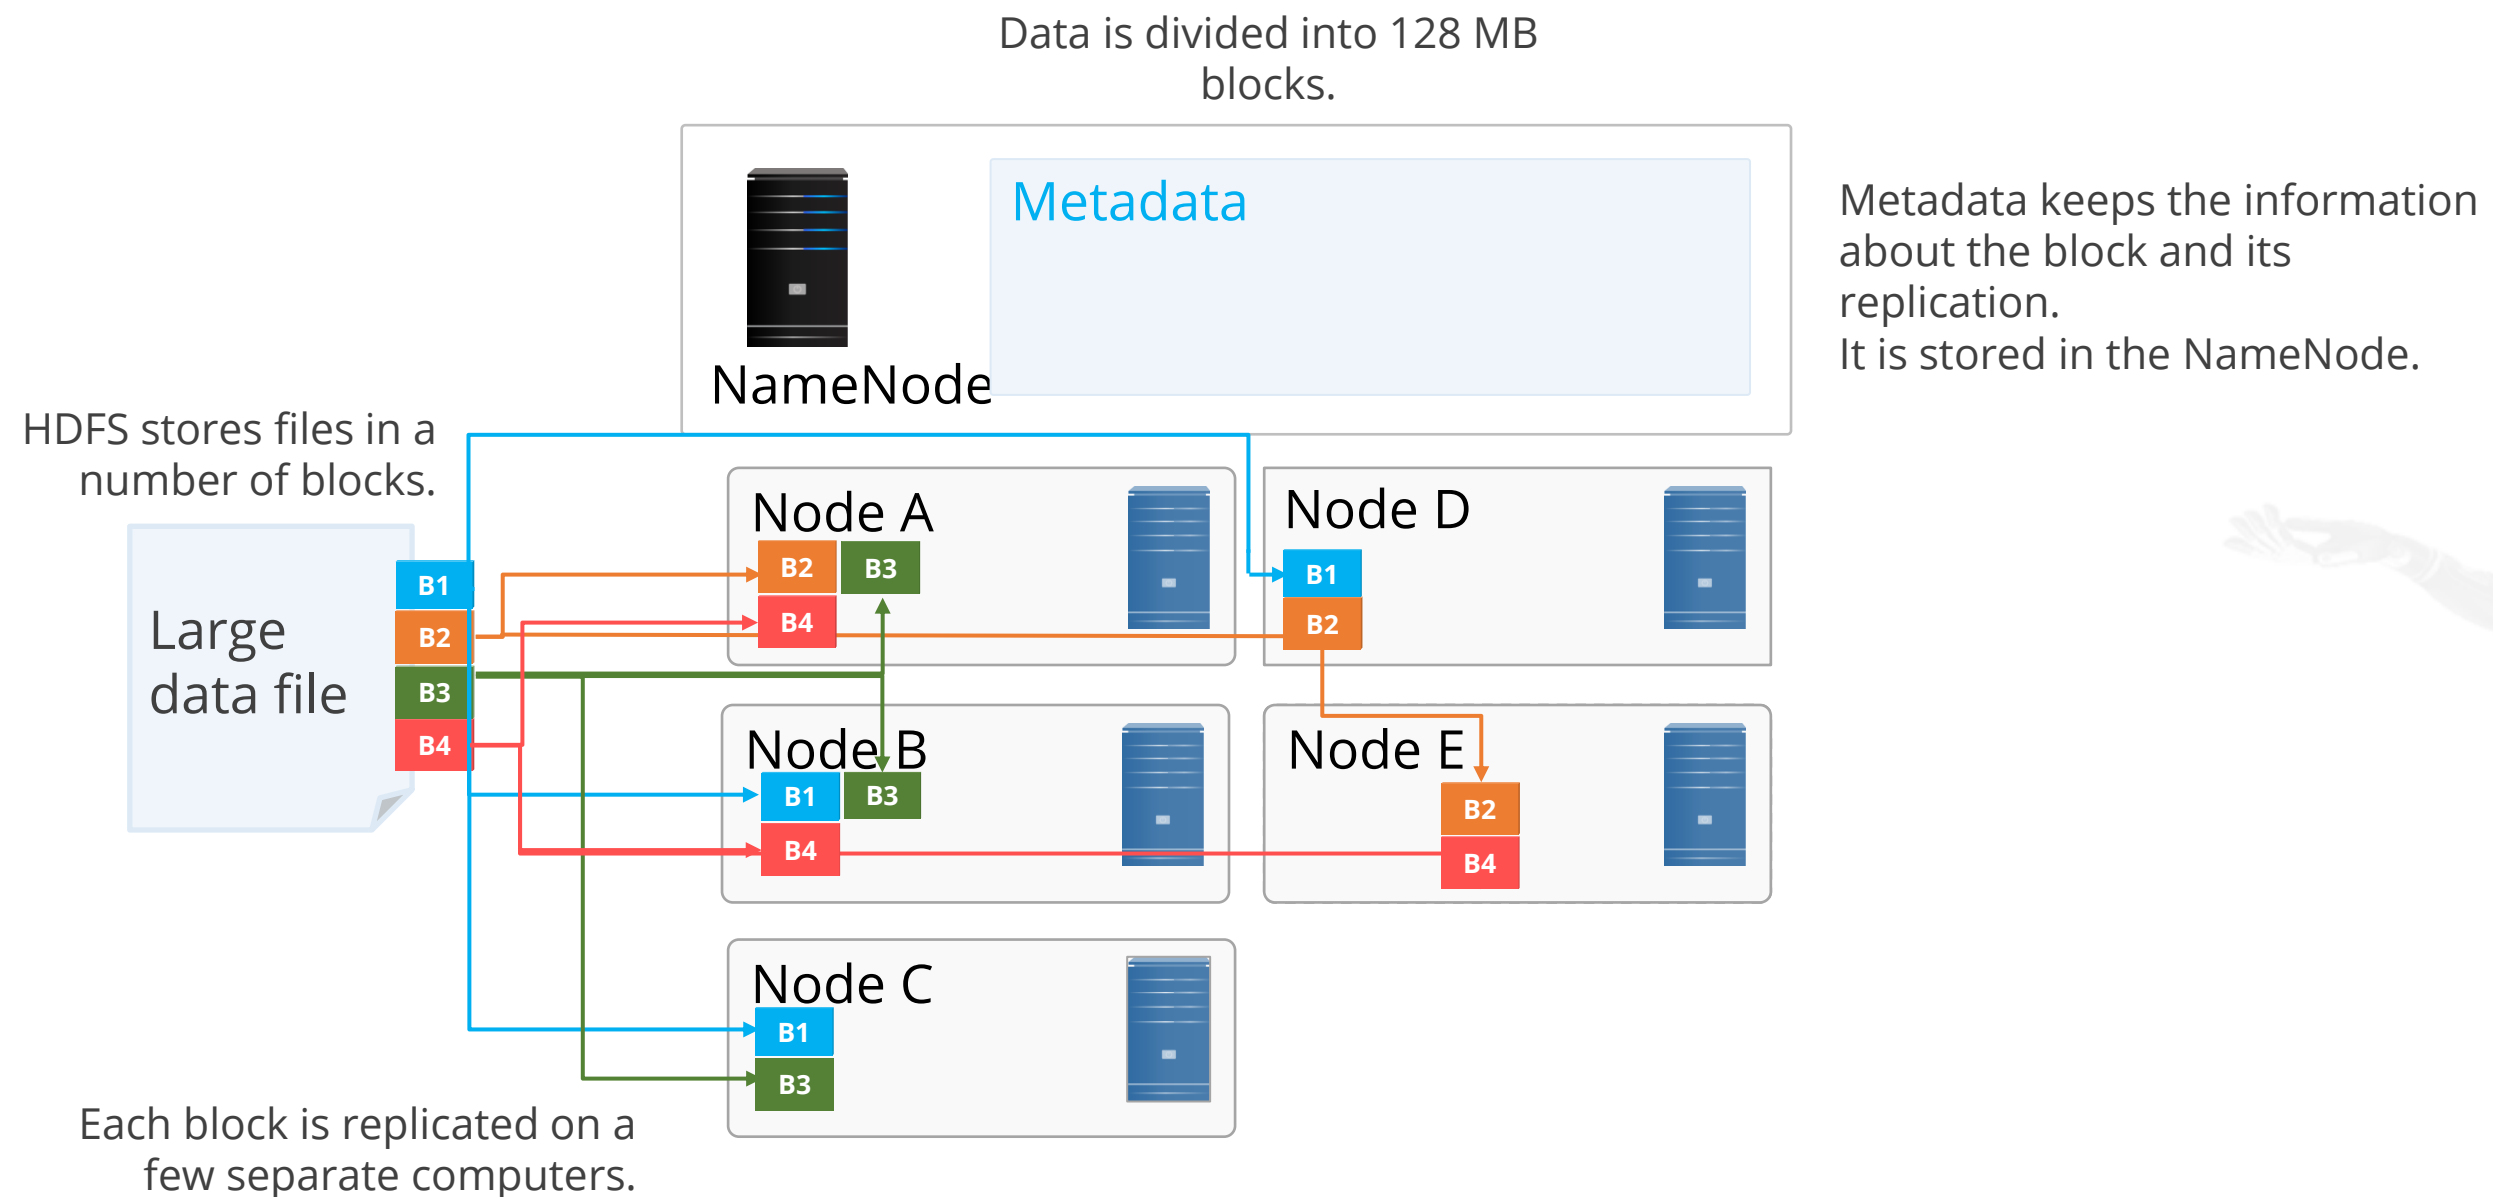 Data is divided into 128 MB
blocks.
Metadata
Metadata keeps the information
about the block and its
replication.
It is stored in the NameNode.
NameNode
HDFS stores files in a
number of blocks.
Large
data file
B1
B2
B3
B4
Node A
B2 B3
B4
Node D
B1
B2
Node B
B1 B3
B4
Node E
B2
B4
Node C
B1
B3
Each block is replicated on a
few separate computers.